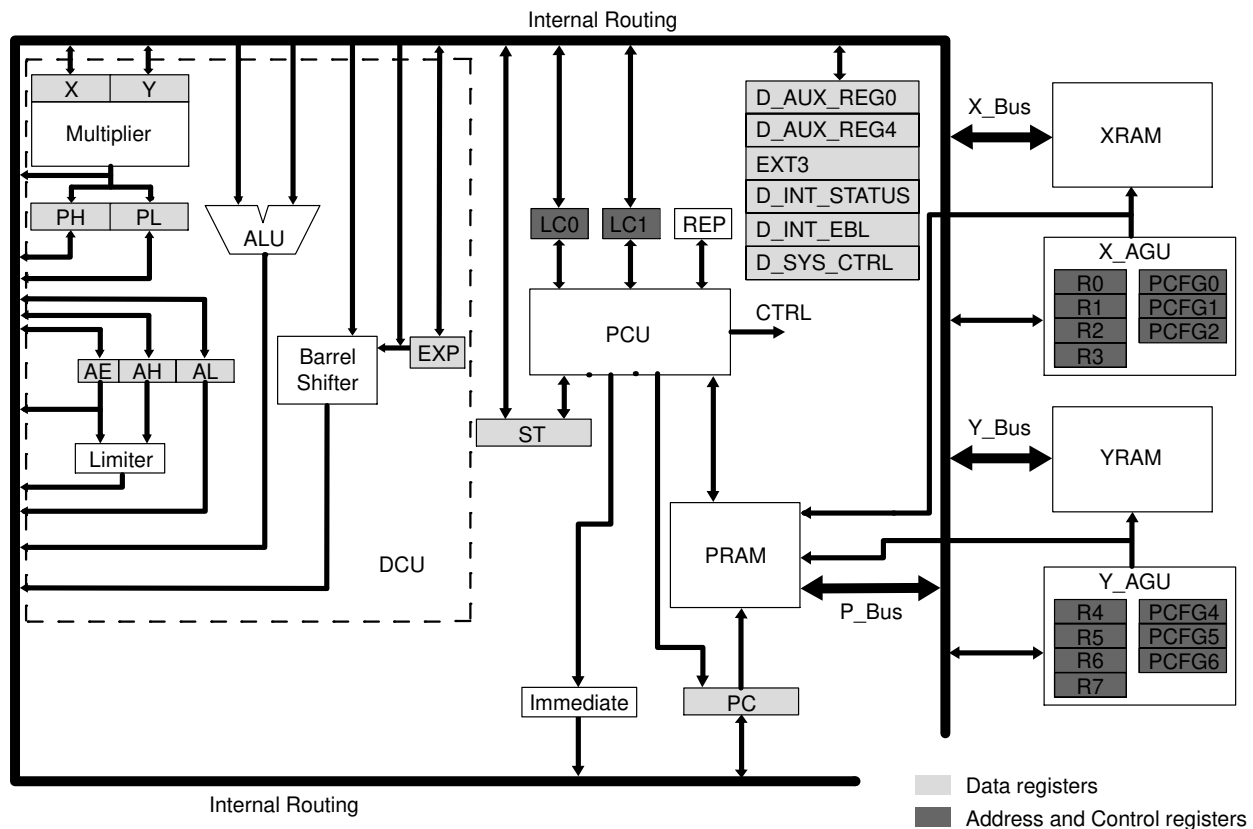 Internal Routing
X Y
Multiplier
PH PL
ALU
AE AH AL
Limiter
Barrel
Shifter
EXP
DCU
LC0 LC1 REP
PCU
CTRL
ST
D_AUX_REG0
D_AUX_REG4
EXT3
D_INT_STATUS
D_INT_EBL
D_SYS_CTRL
X_Bus
XRAM
X_AGU
R0 PCFG0
R1 PCFG1
R2 PCFG2
R3
Y_Bus
YRAM
PRAM
P_Bus
Y_AGU
R4 PCFG4
R5 PCFG5
R6 PCFG6
R7
Immediate
PC
Internal Routing
Data registers
Address and Control registers